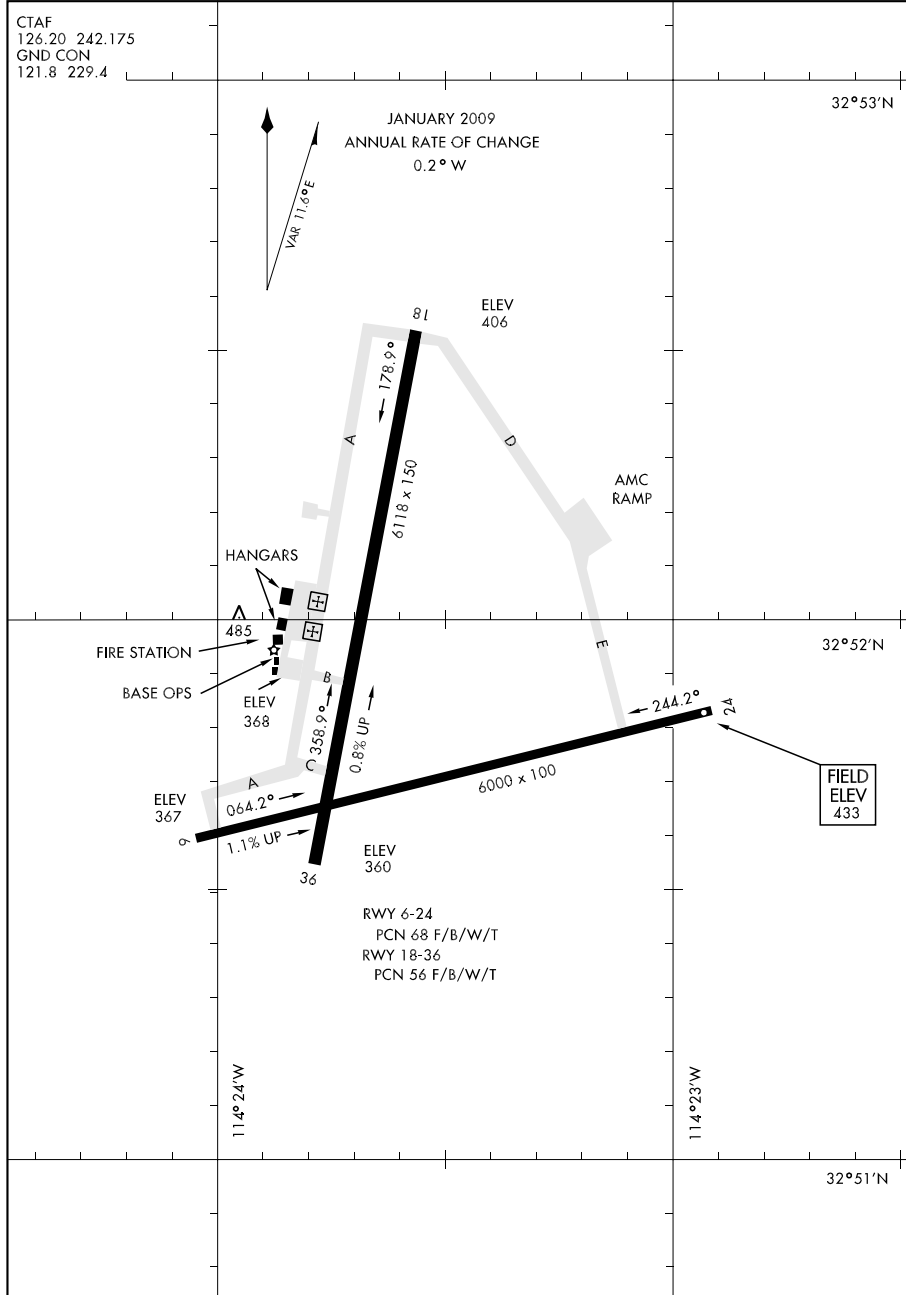 CTAF
126.20 242.175
GND CON
121.8 229.4
32°53'N
JANUARY 2009
ANNUAL RATE OF CHANGE
0.2° W
VAR 11.6° E
18
ELEV
406
178.9°
A
6118 x 150
D
AMC
RAMP
HANGARS
485
FIRE STATION
32°52'N
BASE OPS
E
B
ELEV
368
358.9°
0.8% UP
244.2°
24
C
A
064.2°
6000 x 100
FIELD
ELEV
433
ELEV
367
6
1.1% UP
ELEV
360
36
RWY 6-24
PCN 68 F/B/W/T
RWY 18-36
PCN 56 F/B/W/T
114°24'W
114°23'W
32°51'N